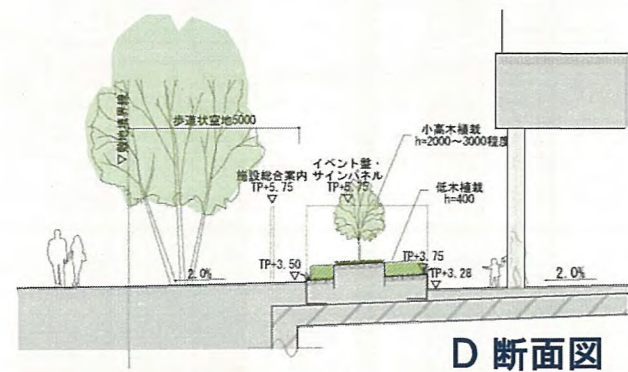 歩道状空地5000
▽敷地境界線
施設総合案内
TP+5.75
イベント盤・
サインパネル
TP+5.75
小高木植栽
h=2000～3000程度
低木植栽
h=400
TP+3.50
TP+3.75
TP+3.28
2.0%
2.0%
D 断面図